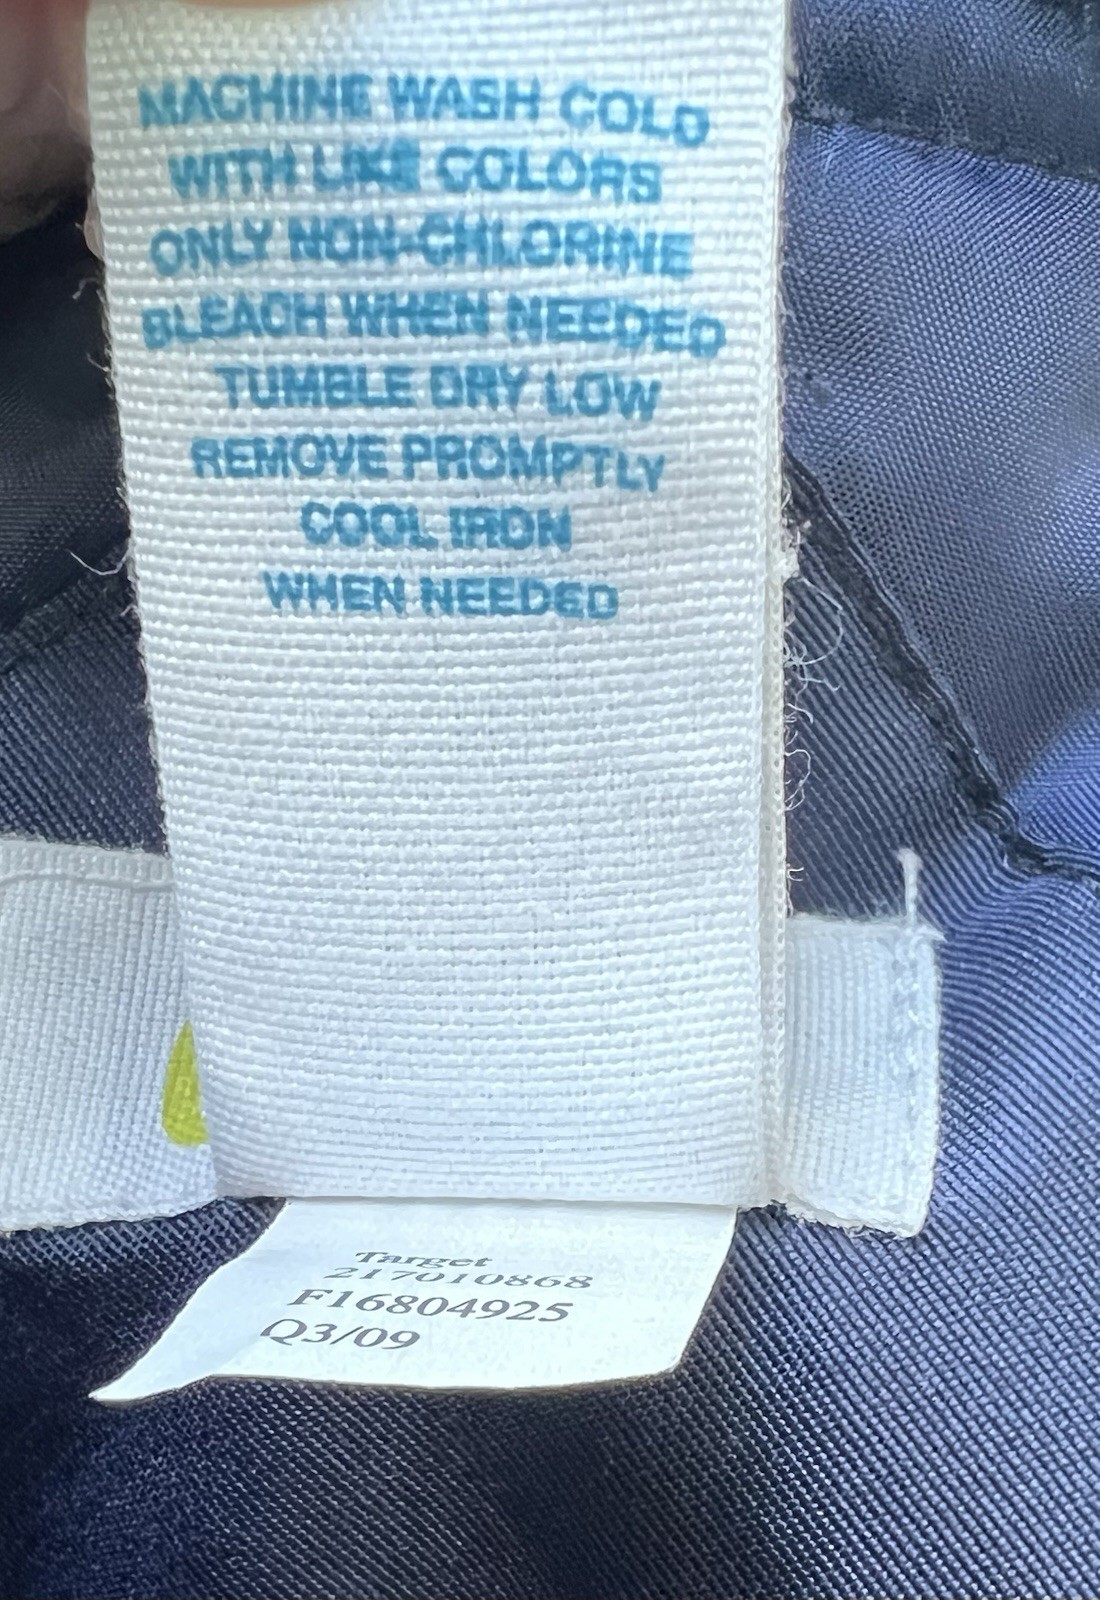 MACHINE WASH COLD
WITH LIKE COLORS
ONLY NON-CHLORINE
BLEACH WHEN NEEDED
TUMBLE DRY LOW
REMOVE PROMPTLY
COOL IRON
WHEN NEEDED
Target
217010868
F16804925
Q3/09